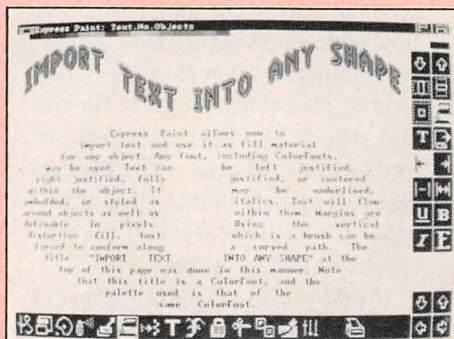 Express Paint: Text.No.Objects
IMPORT TEXT INTO ANY SHAPE
Express Paint allows you to
import text and use it as fill material
for any object. Any font, including ColorFonts,
may be used. Text can be left justified,
right justified, fully justified, or centered
within the object. It may be underlined,
embolded, or styled as italics. Text will flow
around objects as well as within them. Margins are
definable in pixels. Using the vertical
distortion fill, text which is a brush can be
forced to conform along a curved path. The
title "IMPORT TEXT INTO ANY SHAPE" at the
top of this page was done in this manner. Note
that this title is a ColorFont, and the
palette used is that of the
same ColorFont.
T
U B
I E
T